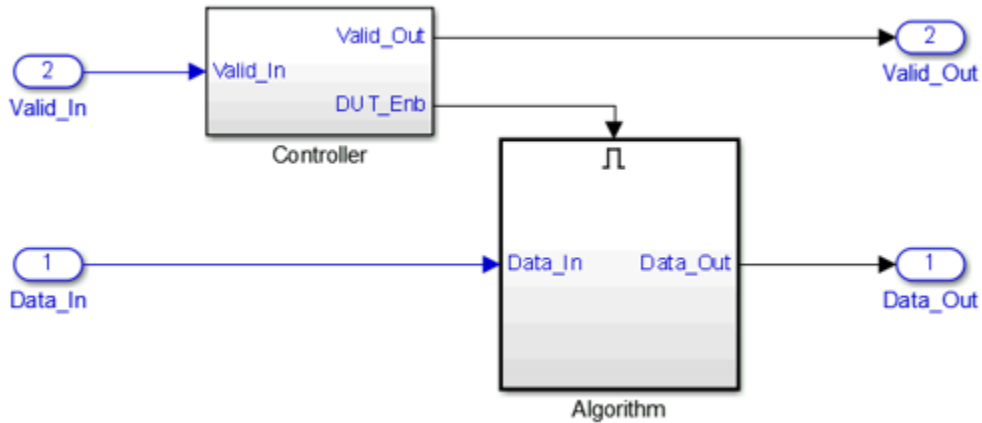 Valid_Out
2
Valid_Out
2
Valid_In
Valid_In
DUT_Enb
Controller
1
Data_In
Data_In
Data_Out
1
Data_Out
Algorithm